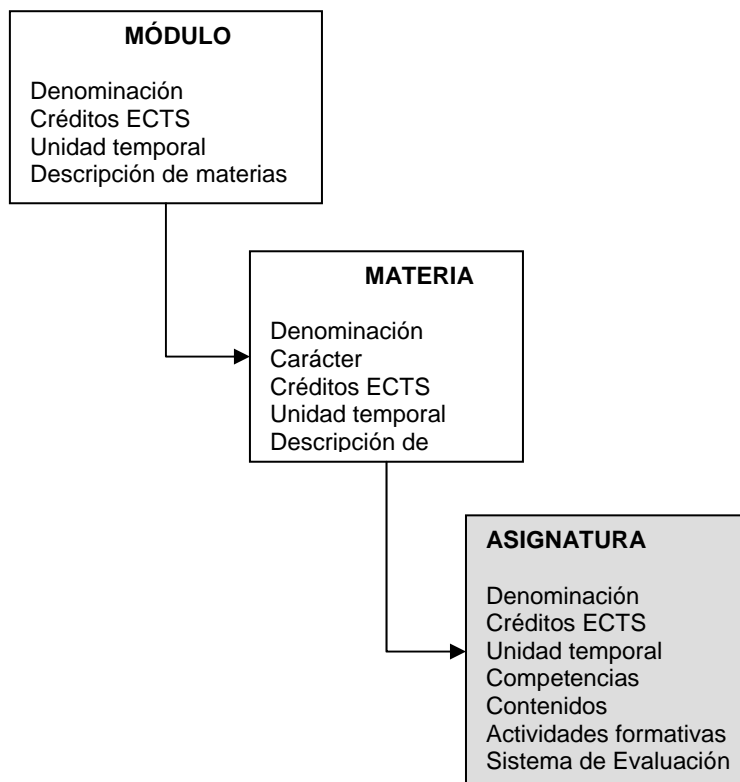 MÓDULO
Denominación
Créditos ECTS
Unidad temporal
Descripción de materias
MATERIA
Denominación
Carácter
Créditos ECTS
Unidad temporal
Descripción de
ASIGNATURA
Denominación
Créditos ECTS
Unidad temporal
Competencias
Contenidos
Actividades formativas
Sistema de Evaluación